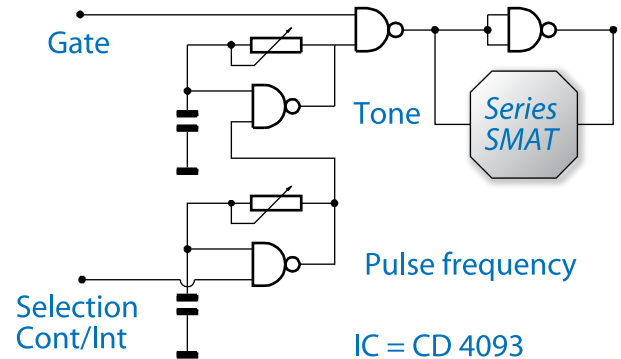 Gate
Tone
Series
SMAT
Pulse frequency
Selection
Cont/Int
IC = CD 4093